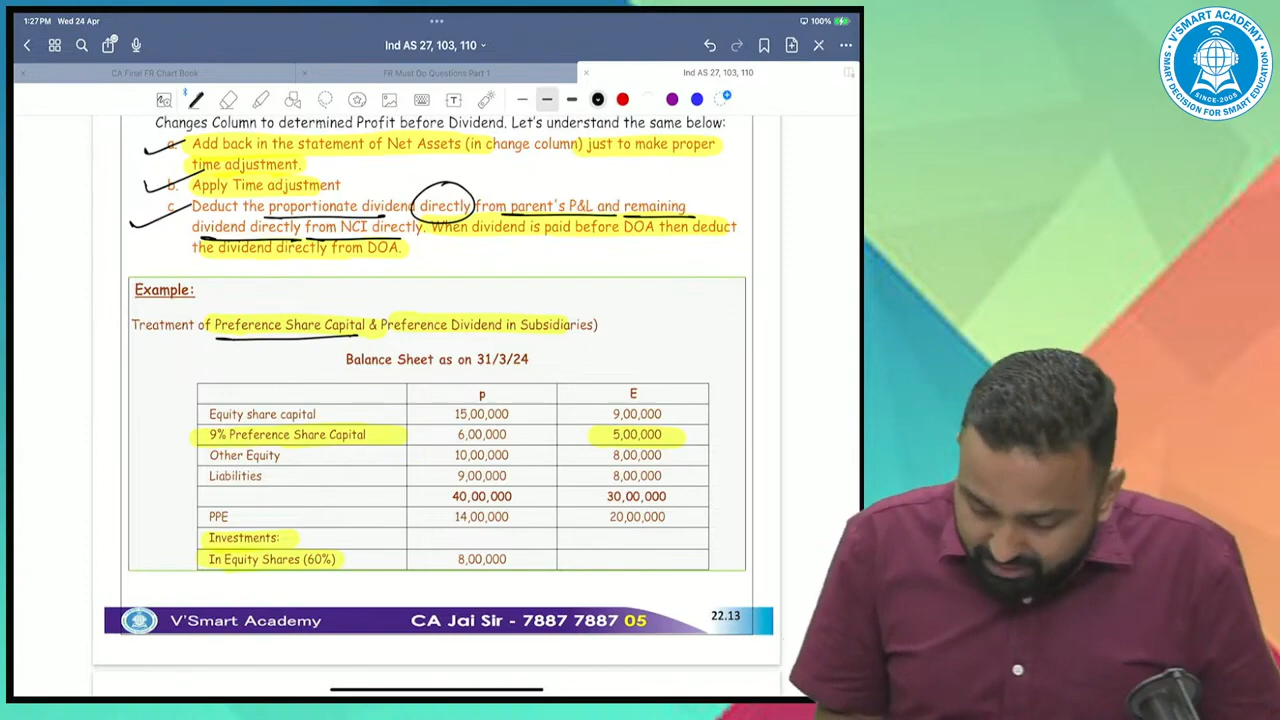 1:27 PM Wed 24 Apr
100%
Ind AS 27, 103, 110
CA Final FR Chart Book
FR Must Do Questions Part 1
Ind AS 27, 103, 110
Changes Column to determined Profit before Dividend. Let's understand the same below:
a. Add back in the statement of Net Assets (in change column) just to make proper
time adjustment.
b. Apply Time adjustment
c. Deduct the proportionate dividend directly from parent's P&L and remaining
dividend directly from NCI directly. When dividend is paid before DOA then deduct
the dividend directly from DOA.
Example:
Treatment of Preference Share Capital & Preference Dividend in Subsidiaries)
Balance Sheet as on 31/3/24
p E
Equity share capital 15,00,000 9,00,000
9% Preference Share Capital 6,00,000 5,00,000
Other Equity 10,00,000 8,00,000
Liabilities 9,00,000 8,00,000
40,00,000 30,00,000
PPE 14,00,000 20,00,000
Investments:
In Equity Shares (60%) 8,00,000
V'Smart Academy CA Jai Sir - 7887 7887 05 22.13
V'SMART ACADEMY
SINCE-2005
SMART DECISION FOR SMART EDUCATION